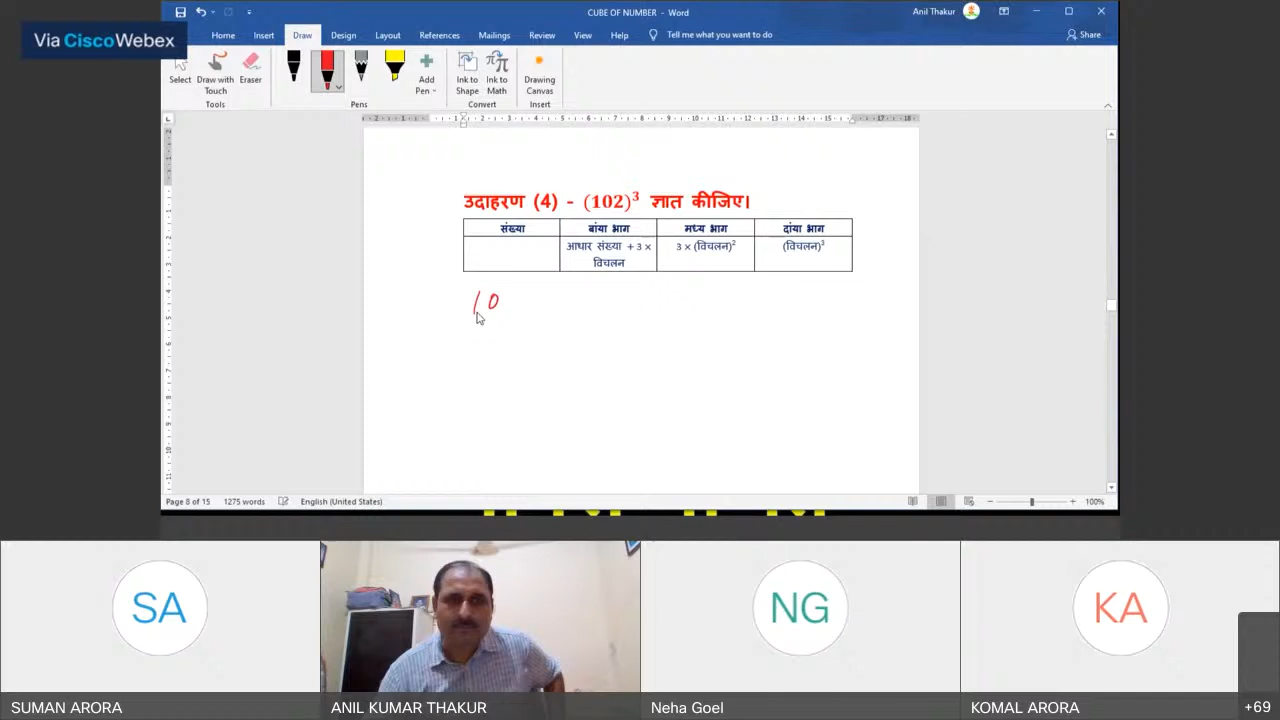 CUBE OF NUMBER - Word
Anil Thakur
Via CiscoWebex
Home Insert Draw Design Layout References Mailings Review View Help Tell me what you want to do
Share
Select Draw with Touch Eraser Add Pen Ink to Shape Ink to Math Drawing Canvas
Tools Pens Convert Insert
उदाहरण (4) - (102)³ ज्ञात कीजिए।
संख्या बांया भाग मध्य भाग दांया भाग
आधार संख्या + 3 × विचलन 3 × (विचलन)² (विचलन)³
10
Page 8 of 15 1275 words English (United States) 100%
SA NG KA
SUMAN ARORA ANIL KUMAR THAKUR Neha Goel KOMAL ARORA +69